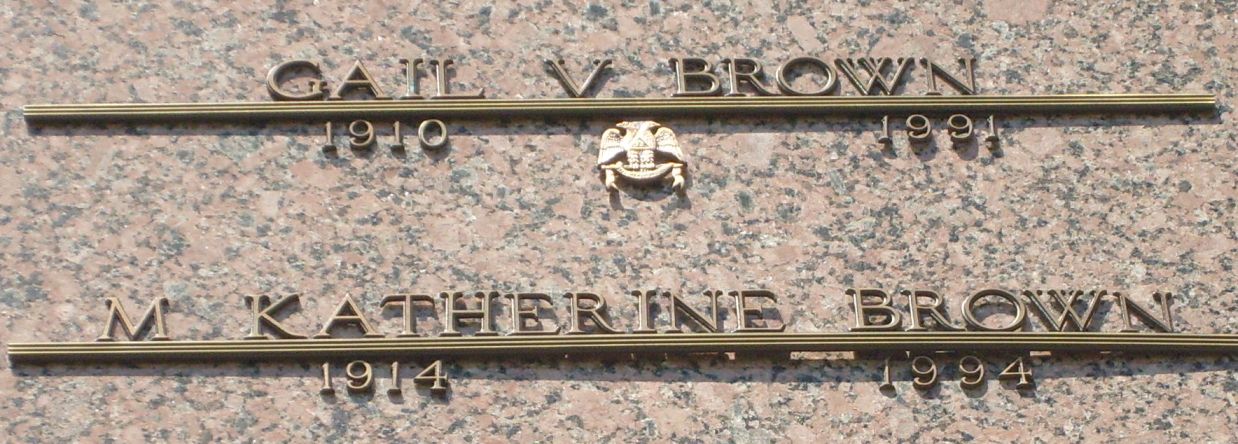 GAIL V BROWN
1910 1991
M KATHERINE BROWN
1914 1994